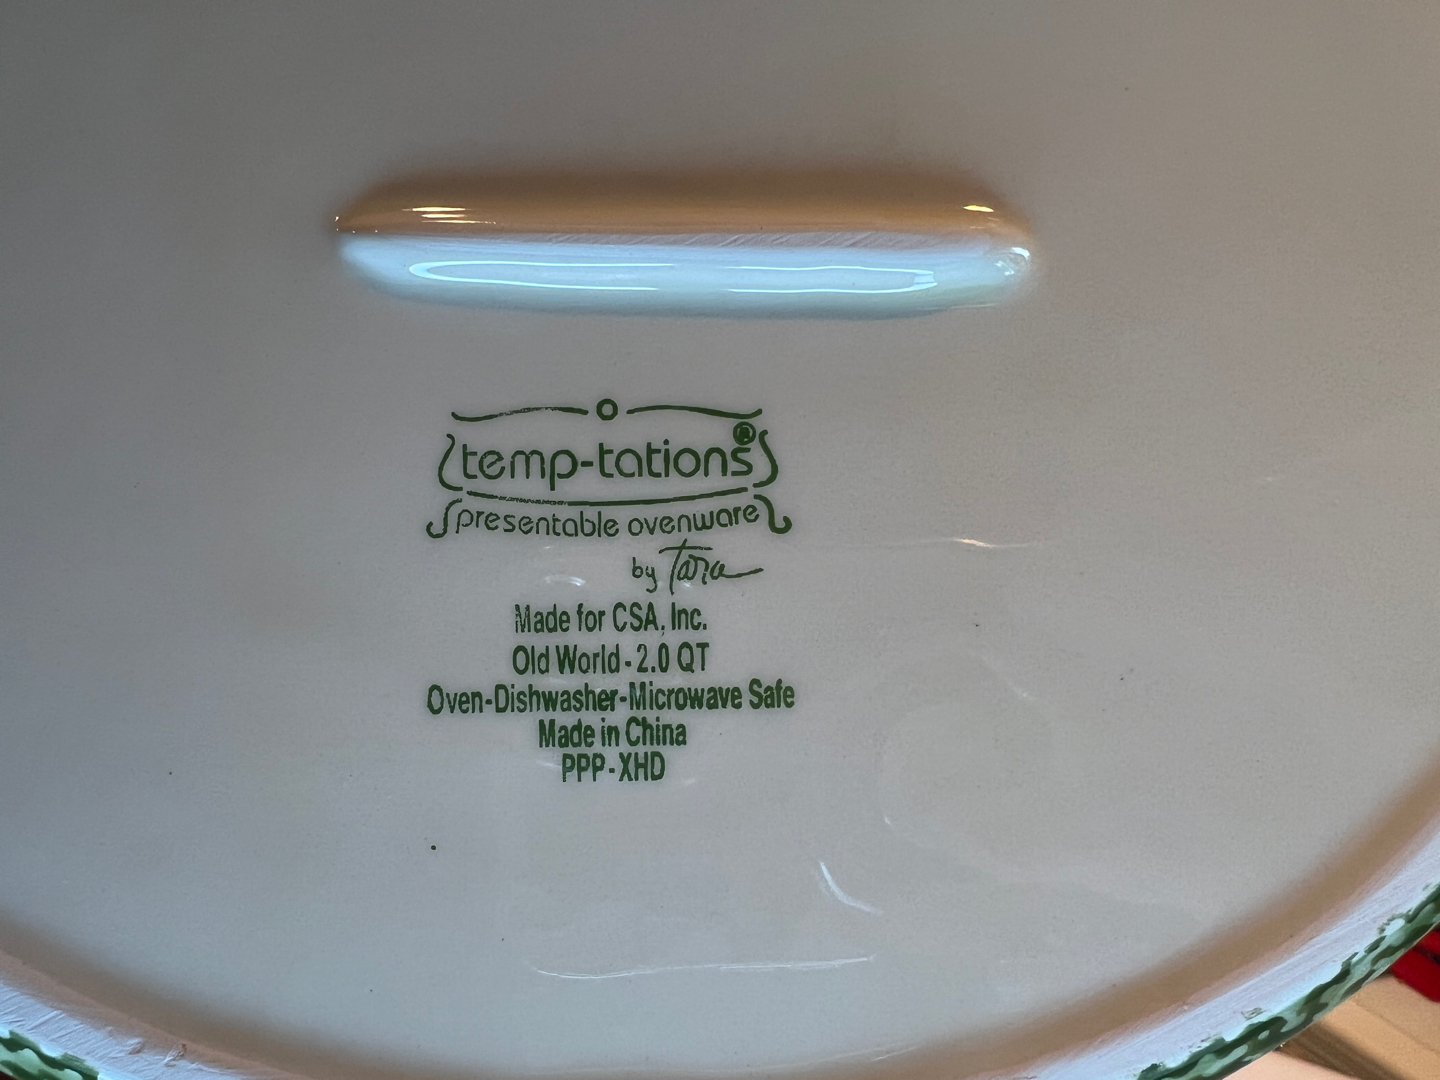 temp-tations®
presentable ovenware
by Tara
Made for CSA, Inc.
Old World - 2.0 QT
Oven-Dishwasher-Microwave Safe
Made in China
PPP-XHD